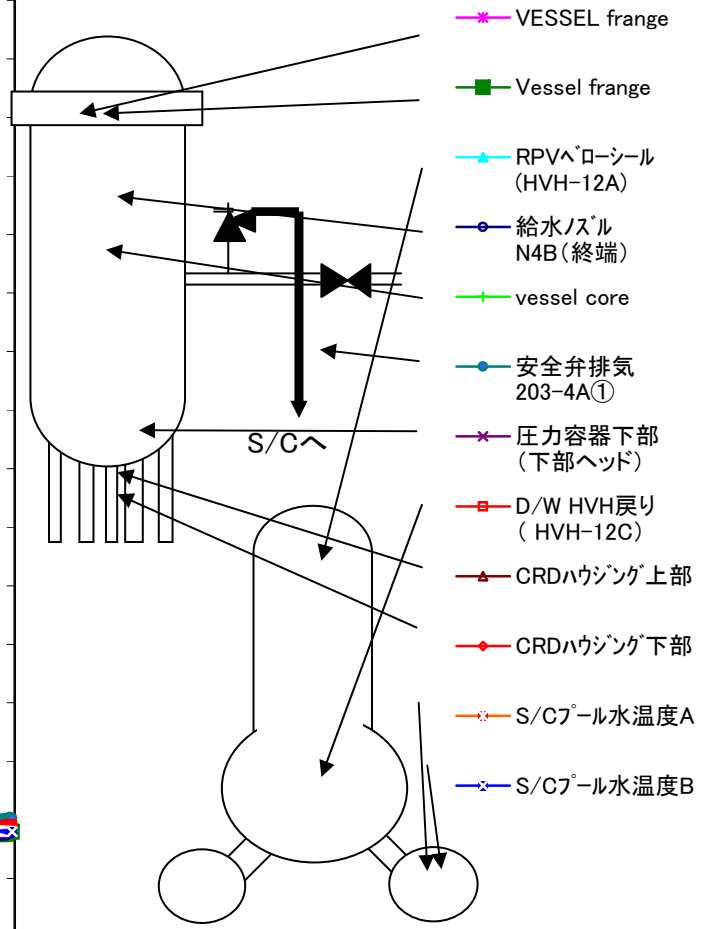 VESSEL frange
Vessel frange
RPVベローシール
(HVH-12A)
給水ノズル
N4B(終端)
vessel core
安全弁排気
203-4A①
圧力容器下部
(下部ヘッド)
D/W HVH戻り
( HVH-12C)
CRDハウジング上部
CRDハウジング下部
S/Cプール水温度A
S/Cプール水温度B
S/Cへ